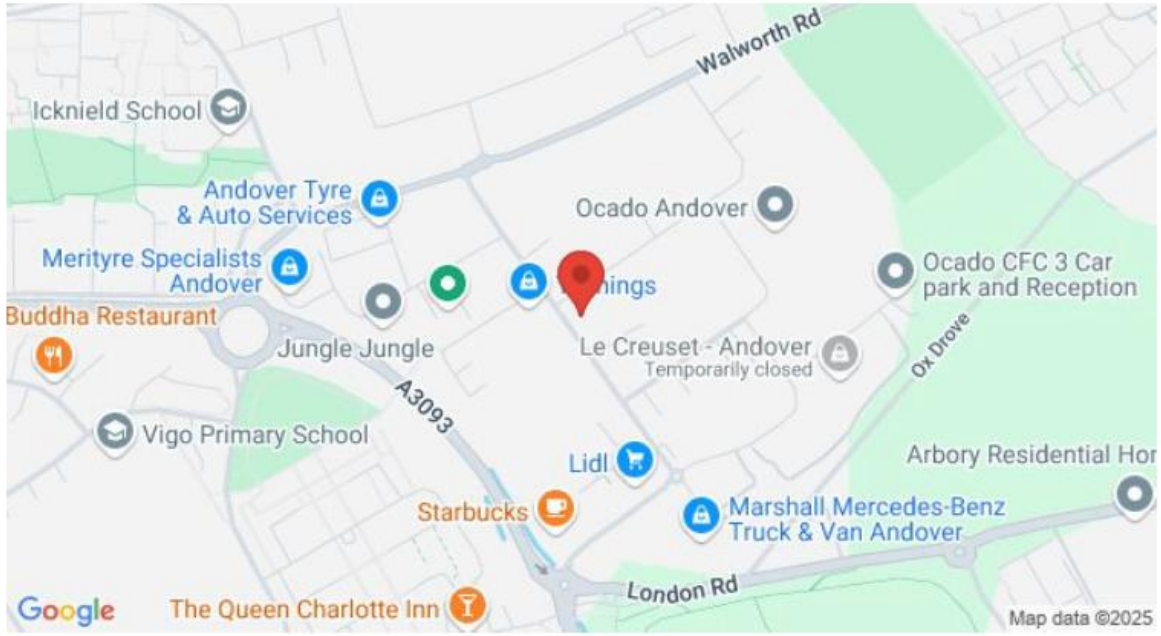 Walworth Rd
Icknield School
Andover Tyre
& Auto Services
Ocado Andover
Merityre Specialists
Andover
Ocado CFC 3 Car
park and Reception
Buddha Restaurant
Jungle Jungle
Le Creuset - Andover
Temporarily closed
Ox Drove
A3093
Vigo Primary School
Lidl
Arbory Residential
Starbucks
Marshall Mercedes-Benz
Truck & Van Andover
London Rd
The Queen Charlotte Inn
Google
Map data ©2025